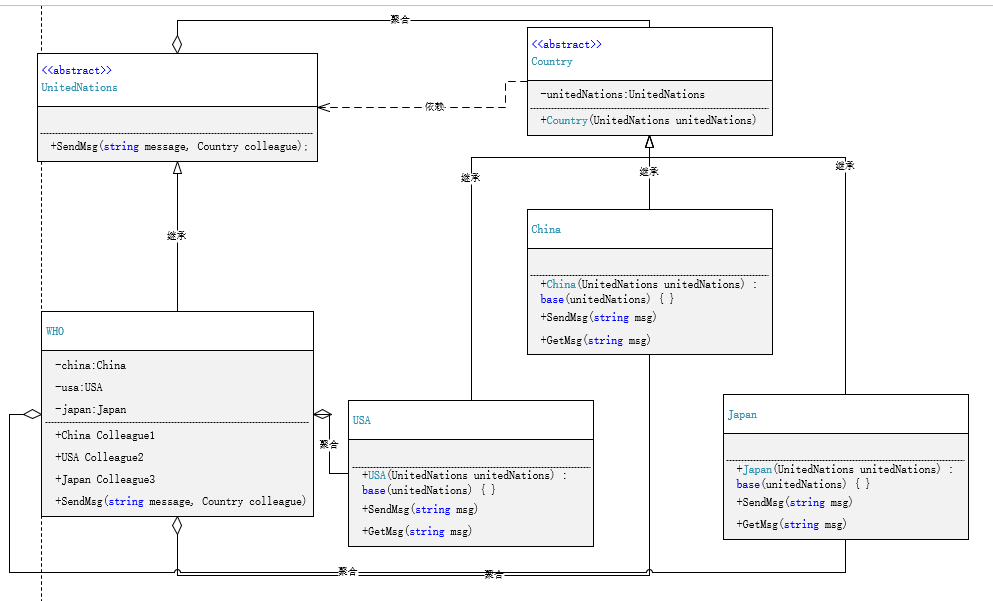 聚合
<<abstract>>
UnitedNations
+SendMsg(string message, Country colleague);
<<abstract>>
Country
-unitedNations:UnitedNations
+Country(UnitedNations unitedNations)
依赖
继承
继承
继承
继承
China
+China(UnitedNations unitedNations) :
base(unitedNations) { }
+SendMsg(string msg)
+GetMsg(string msg)
WHO
-china:China
-usa:USA
-japan:Japan
+China Colleague1
+USA Colleague2
+Japan Colleague3
+SendMsg(string message, Country colleague)
聚合
USA
+USA(UnitedNations unitedNations) :
base(unitedNations) { }
+SendMsg(string msg)
+GetMsg(string msg)
Japan
+Japan(UnitedNations unitedNations) :
base(unitedNations) { }
+SendMsg(string msg)
+GetMsg(string msg)
聚合
聚合